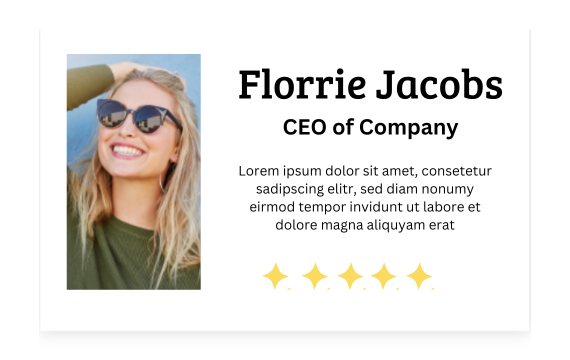 Florrie Jacobs
CEO of Company
Lorem ipsum dolor sit amet, consetetur
sadipscing elitr, sed diam nonumy
eirmod tempor invidunt ut labore et
dolore magna aliquyam erat